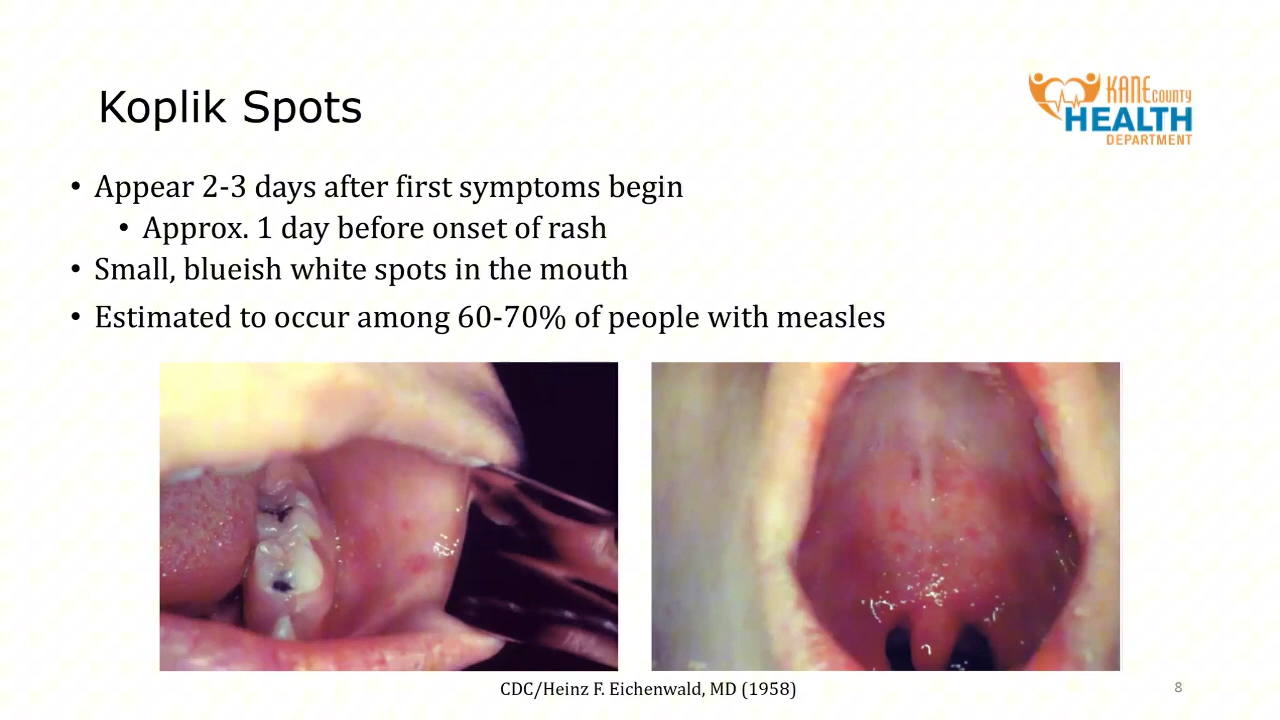 Koplik Spots
KANE COUNTY
HEALTH
DEPARTMENT
• Appear 2-3 days after first symptoms begin
• Approx. 1 day before onset of rash
• Small, blueish white spots in the mouth
• Estimated to occur among 60-70% of people with measles
CDC/Heinz F. Eichenwald, MD (1958)
8